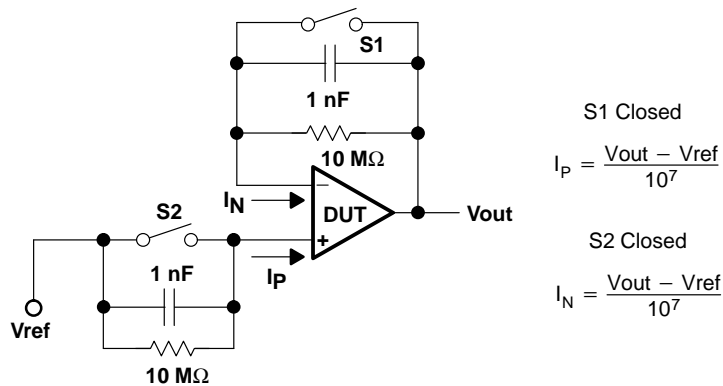 S1
1 nF
10 MΩ
S1 Closed
I_P = (Vout − Vref) / 10^7
I_N
−
DUT
Vout
S2
+
S2 Closed
1 nF
I_P
I_N = (Vout − Vref) / 10^7
Vref
10 MΩ